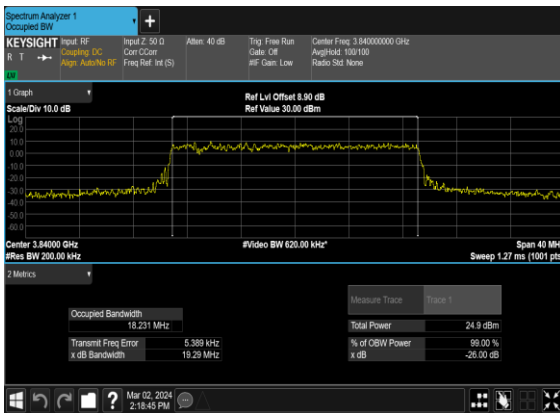 Spectrum Analyzer 1
Occupied BW
KEYSIGHT
R T
LV
Input: RF
Coupling: DC
Align: Auto/No RF
Input Z: 50 Ω
Corr CCorr
Freq Ref: Int (S)
Atten: 40 dB
Trig: Free Run
Gate: Off
#IF Gain: Low
Center Freq: 3.840000000 GHz
Avg|Hold: 100/100
Radio Std: None
1 Graph
Scale/Div 10.0 dB
Ref Lvl Offset 8.90 dB
Ref Value 30.00 dBm
Log
20.0
10.0
0.00
-10.0
-20.0
-30.0
-40.0
-50.0
-60.0
Center 3.84000 GHz
#Res BW 200.00 kHz
#Video BW 620.00 kHz*
Span 40 MH
Sweep 1.27 ms (1001 pts
2 Metrics
Measure Trace Trace 1
Occupied Bandwidth
18.231 MHz
Total Power 24.9 dBm
Transmit Freq Error 5.389 kHz
% of OBW Power 99.00 %
x dB Bandwidth 19.29 MHz
x dB -26.00 dB
Mar 02, 2024
2:18:45 PM